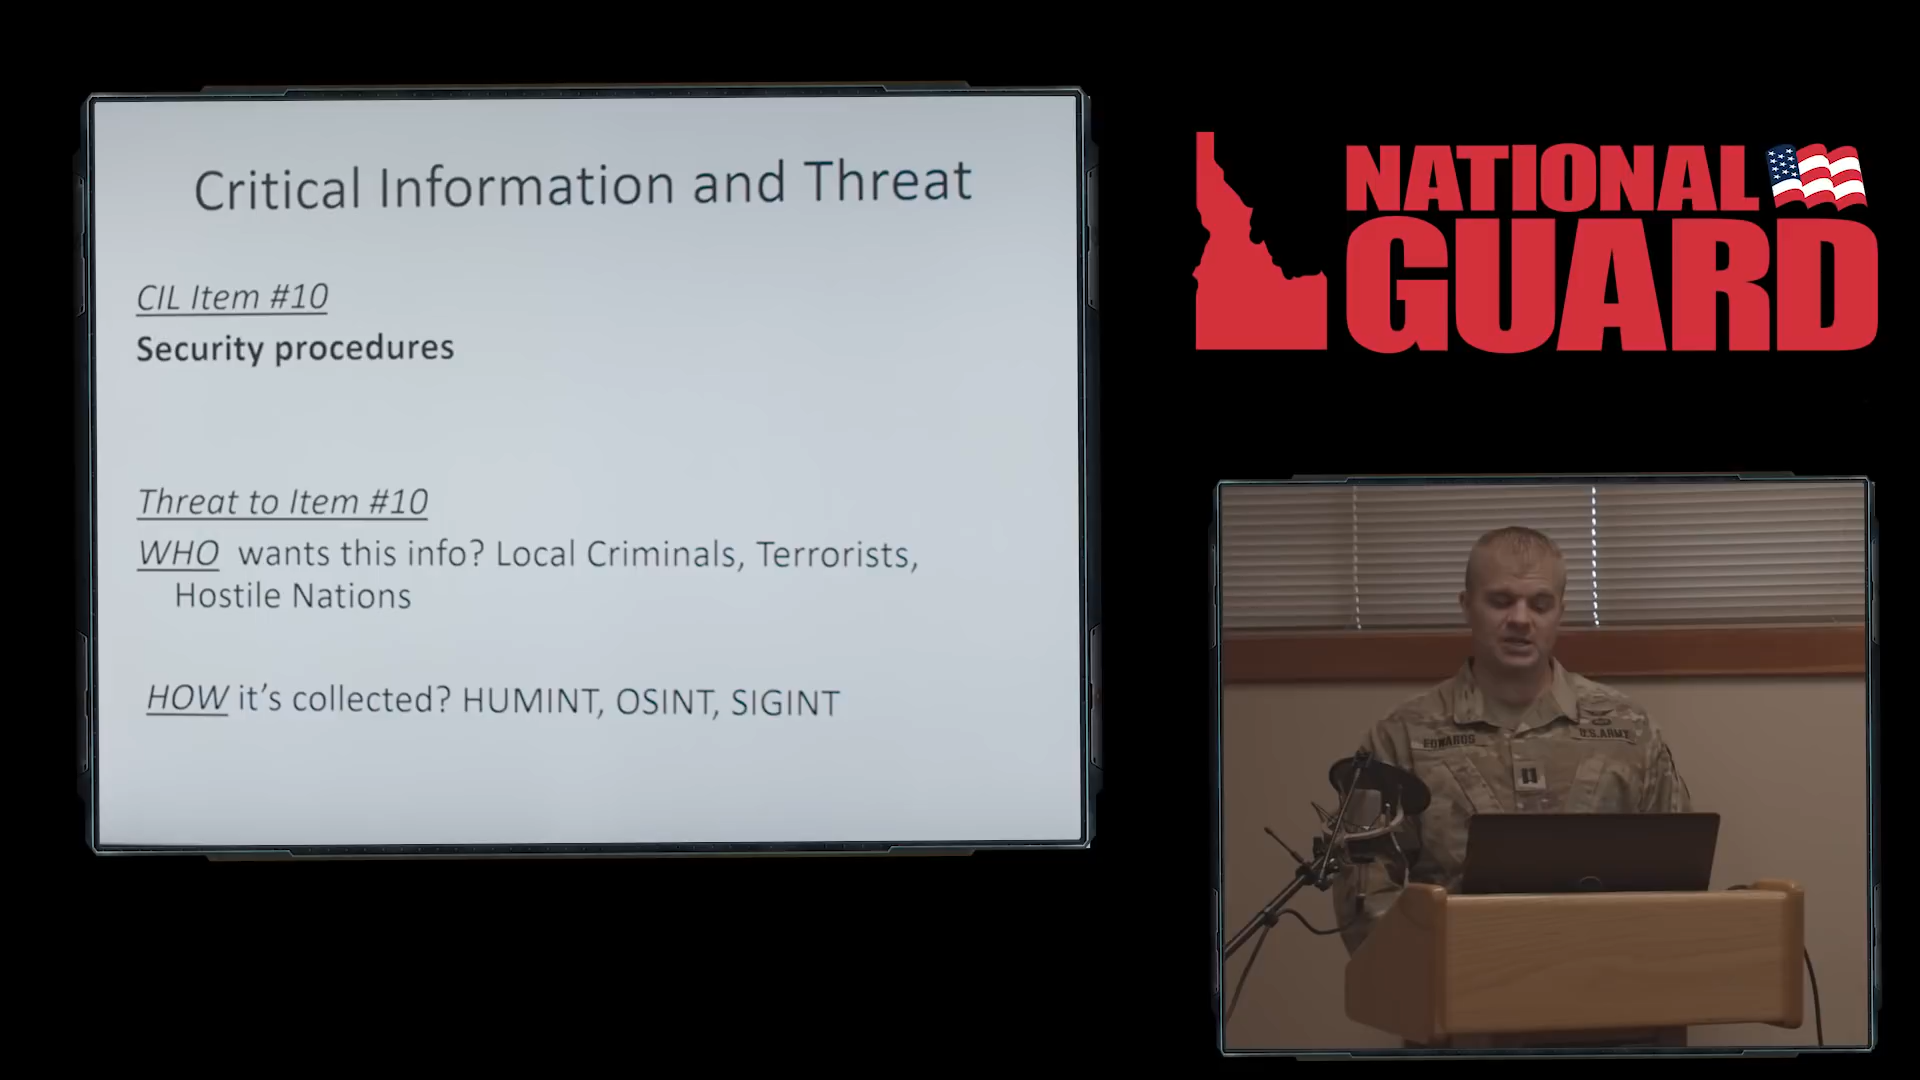 Critical Information and Threat
CIL Item #10
Security procedures
Threat to Item #10
WHO wants this info? Local Criminals, Terrorists,
Hostile Nations
HOW it's collected? HUMINT, OSINT, SIGINT
NATIONAL
GUARD
EDWARDS
U.S. ARMY